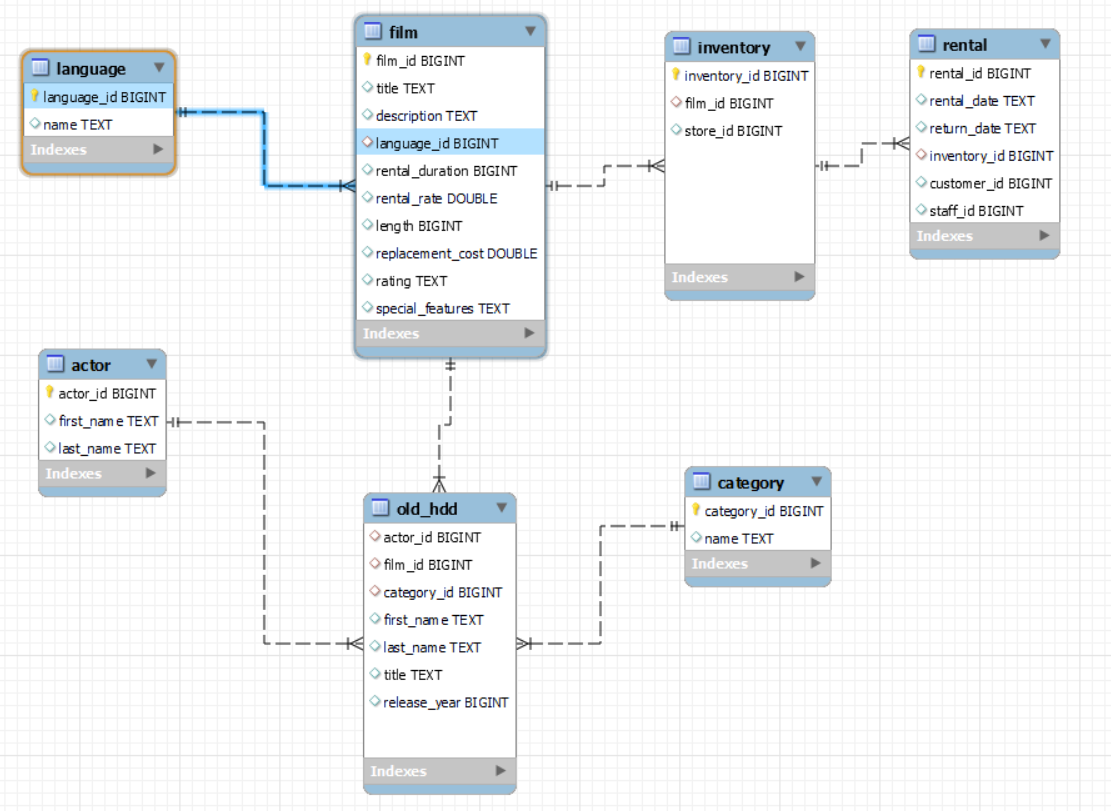 language
language_id BIGINT
name TEXT
Indexes
film
film_id BIGINT
title TEXT
description TEXT
language_id BIGINT
rental_duration BIGINT
rental_rate DOUBLE
length BIGINT
replacement_cost DOUBLE
rating TEXT
special_features TEXT
Indexes
inventory
inventory_id BIGINT
film_id BIGINT
store_id BIGINT
Indexes
rental
rental_id BIGINT
rental_date TEXT
return_date TEXT
inventory_id BIGINT
customer_id BIGINT
staff_id BIGINT
Indexes
actor
actor_id BIGINT
first_name TEXT
last_name TEXT
Indexes
old_hdd
actor_id BIGINT
film_id BIGINT
category_id BIGINT
first_name TEXT
last_name TEXT
title TEXT
release_year BIGINT
Indexes
category
category_id BIGINT
name TEXT
Indexes